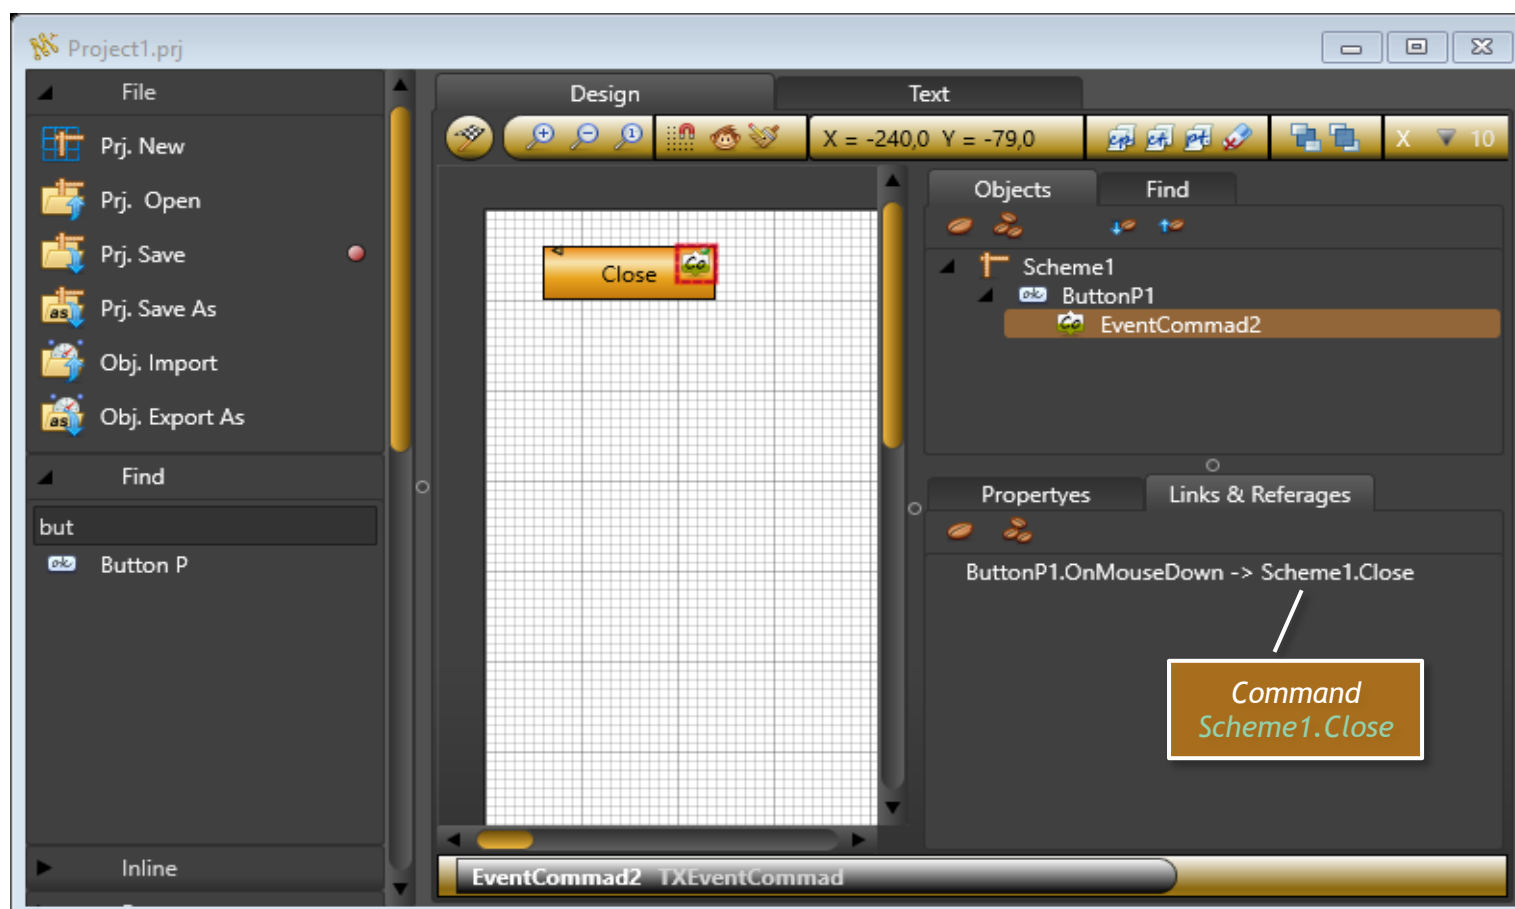 Project1.prj
File
Prj. New
Prj. Open
Prj. Save
Prj. Save As
Obj. Import
Obj. Export As
Find
but
Button P
Inline
Design
Text
X = -240,0 Y = -79,0
X 10
Close
Co
Objects
Find
Scheme1
ButtonP1
EventCommad2
Propertyes
Links & Referages
ButtonP1.OnMouseDown -> Scheme1.Close
Command
Scheme1.Close
EventCommad2 TXEventCommad